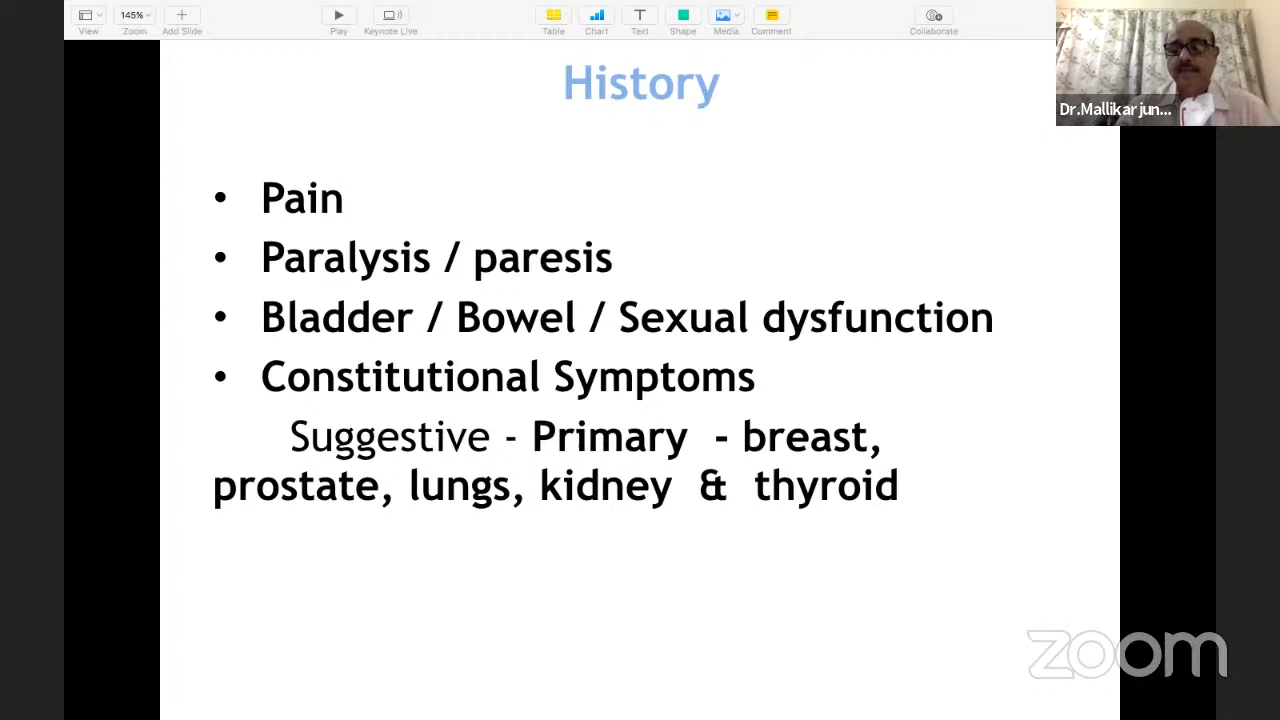 145%
View
Zoom
Add Slide
Play
Keynote Live
Table
Chart
Text
Shape
Media
Comment
Collaborate
Dr.Mallikarjun...
History
• Pain
• Paralysis / paresis
• Bladder / Bowel / Sexual dysfunction
• Constitutional Symptoms
Suggestive - Primary - breast,
prostate, lungs, kidney & thyroid
zoom